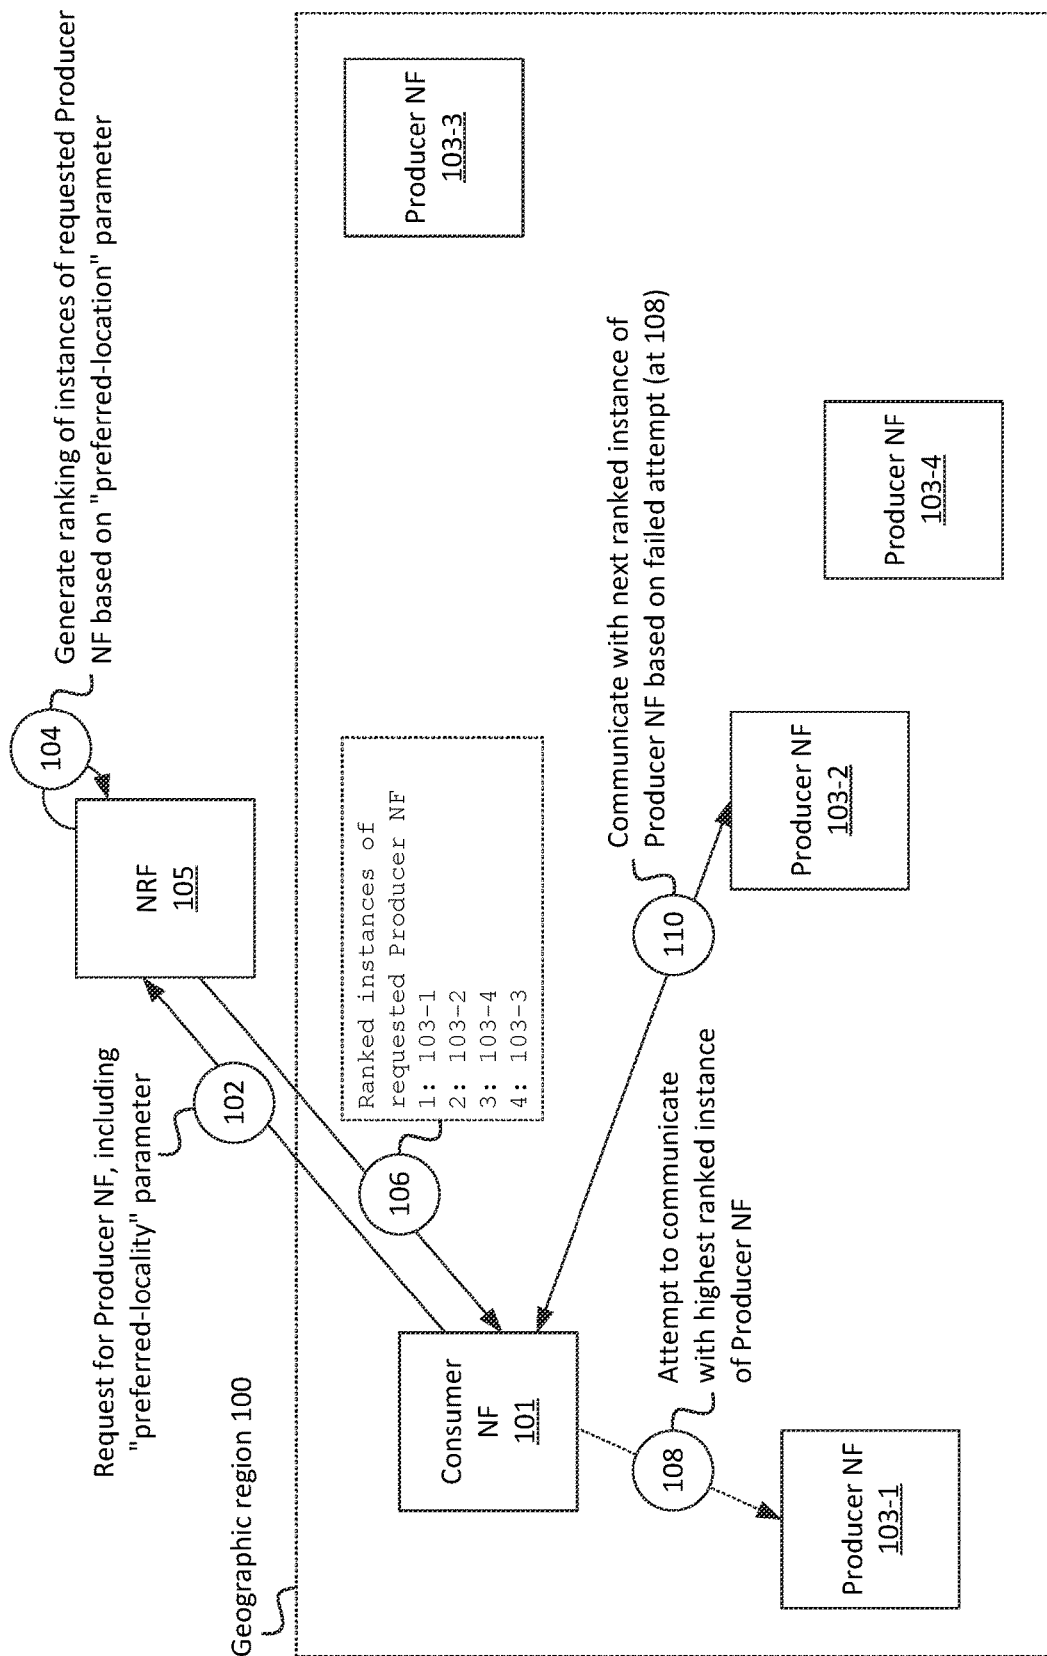 Generate ranking of instances of requested Producer
NF based on "preferred-location" parameter
104
NRF
105
Request for Producer NF, including
"preferred-locality" parameter
102
Geographic region 100
106
Ranked instances of
requested Producer NF
1: 103-1
2: 103-2
3: 103-4
4: 103-3
Producer NF
103-3
Consumer
NF
101
Communicate with next ranked instance of
Producer NF based on failed attempt (at 108)
110
Attempt to communicate
with highest ranked instance
of Producer NF
108
Producer NF
103-1
Producer NF
103-2
Producer NF
103-4